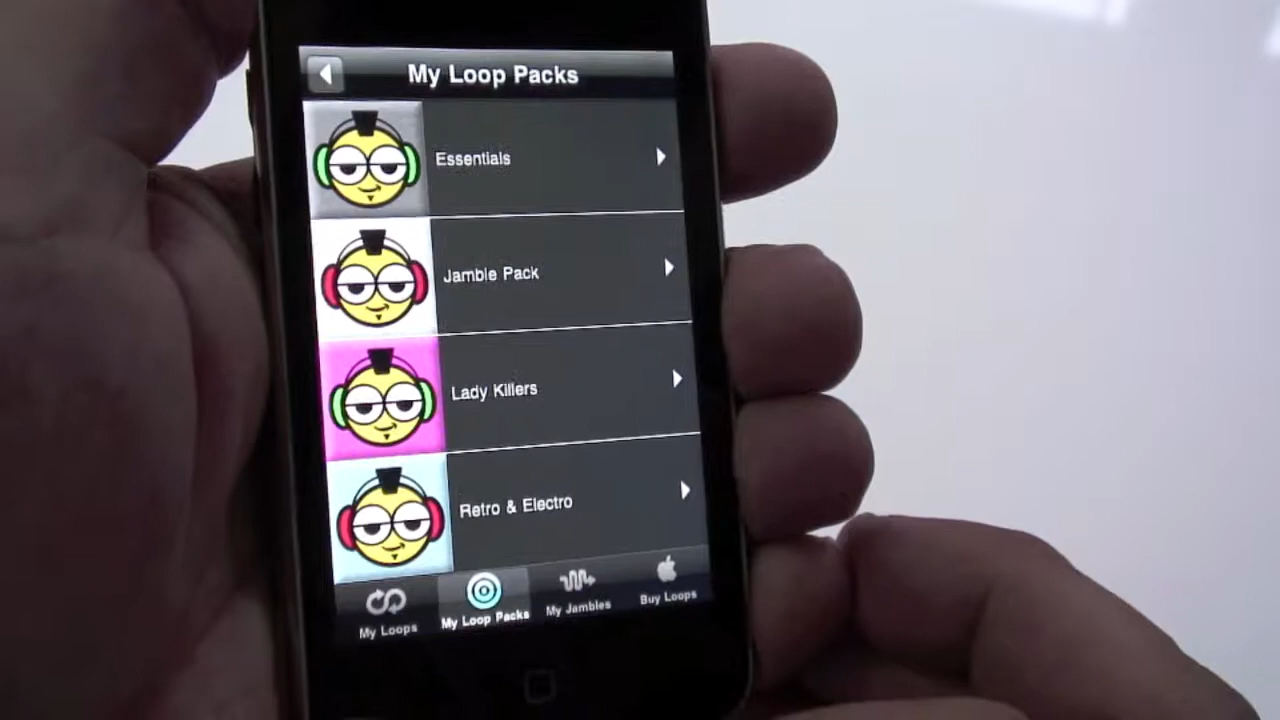 My Loop Packs
Essentials
Jamble Pack
Lady Killers
Retro & Electro
My Loops
My Loop Packs
My Jambles
Buy Loops